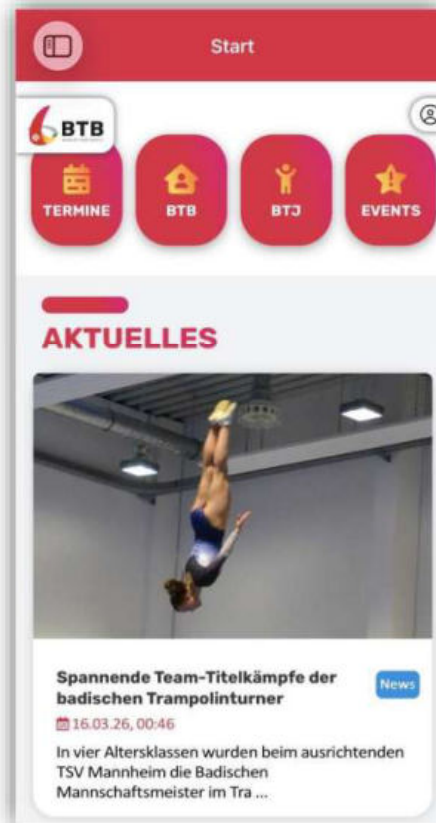 Start
BTB
TERMINE
BTB
BTJ
EVENTS
AKTUELLES
Spannende Team-Titelkämpfe der
badischen Trampolinturner
News
16.03.26, 00:46
In vier Altersklassen wurden beim ausrichtenden
TSV Mannheim die Badischen
Mannschaftsmeister im Tra ...